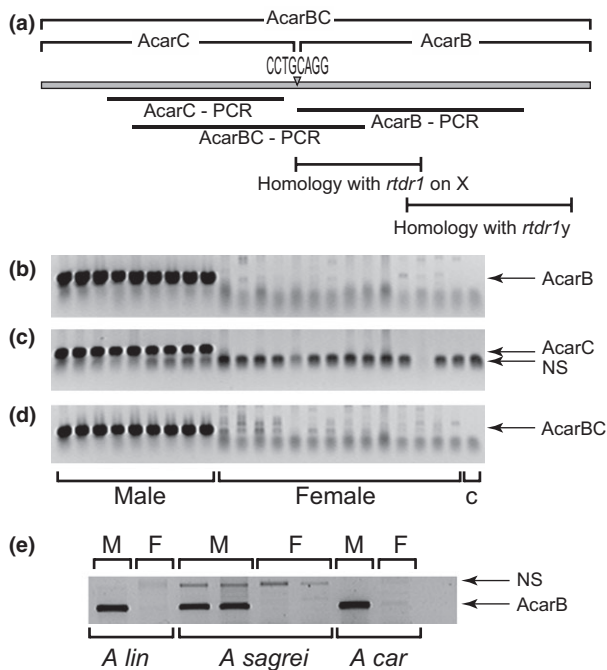 (a)
AcarBC
AcarC AcarB
CCTGCAGG
AcarC - PCR
AcarB - PCR
AcarBC - PCR
Homology with rtdr1 on X
Homology with rtdr1y
(b)
AcarB
(c)
AcarC
NS
(d)
AcarBC
Male Female c
(e)
M F M F M F
NS
AcarB
A lin A sagrei A car